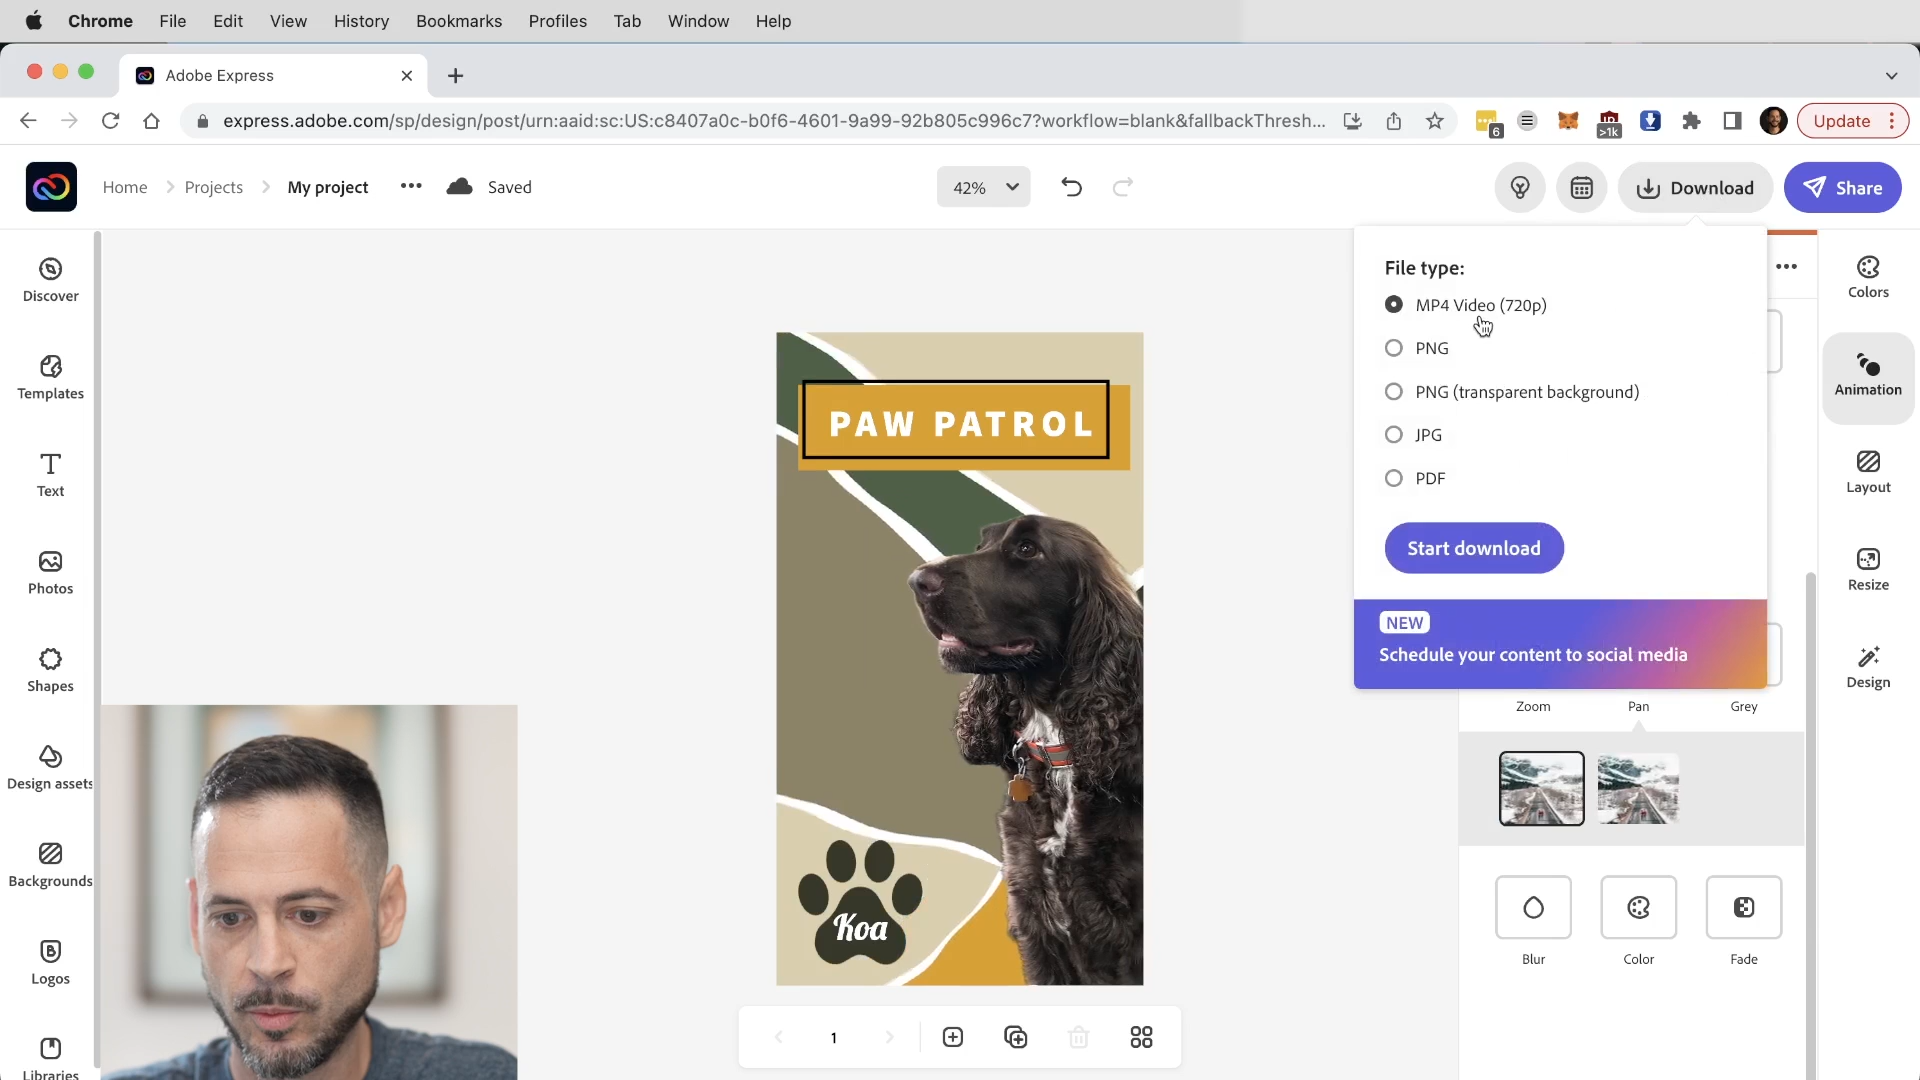 Chrome File Edit View History Bookmarks Profiles Tab Window Help
Adobe Express
express.adobe.com/sp/design/post/urn:aaid:sc:US:c8407a0c-b0f6-4601-9a99-92b805c996c7?workflow=blank&fallbackThresh...
6
>1k
Update
Home Projects My project Saved
42%
Download
Share
Discover
Templates
Text
Photos
Shapes
Design assets
Backgrounds
Logos
Libraries
PAW PATROL
Koa
1
File type:
MP4 Video (720p)
PNG
PNG (transparent background)
JPG
PDF
Start download
NEW
Schedule your content to social media
Zoom Pan Grey
Blur Color Fade
Colors
Animation
Layout
Resize
Design